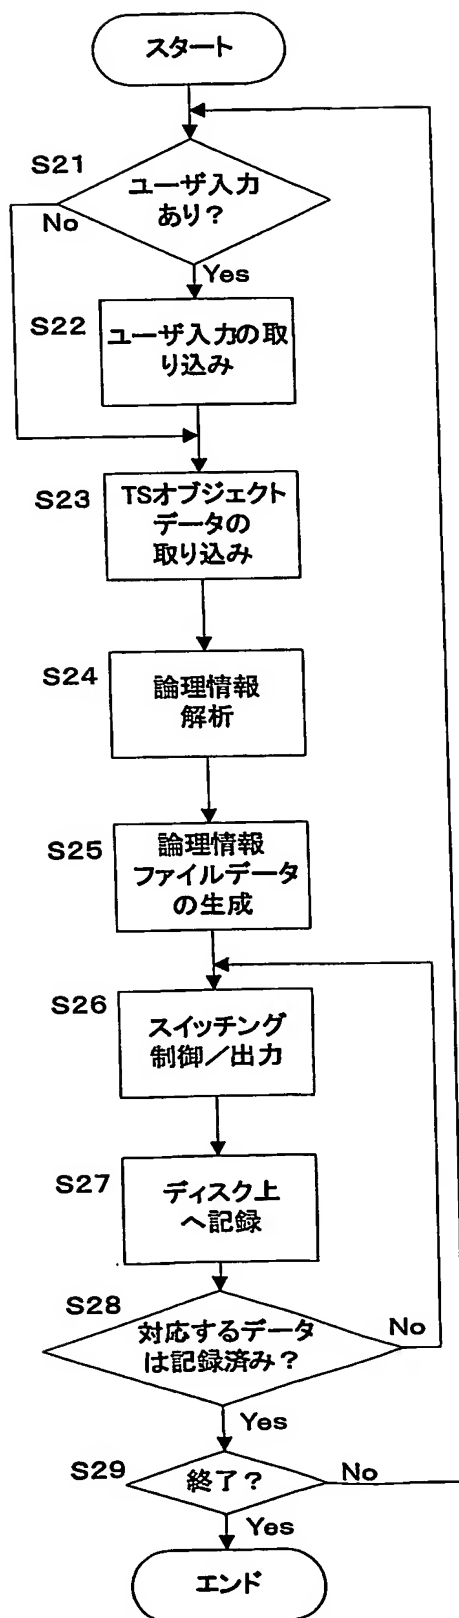 スタート
S21
ユーザ入力
あり?
No
Yes
S22
ユーザ入力の取
り込み
S23
TSオブジェクト
データの
取り込み
S24
論理情報
解析
S25
論理情報
ファイルデータ
の生成
S26
スイッチング
制御/出力
S27
ディスク上
へ記録
S28
対応するデータ
は記録済み?
No
Yes
S29
終了?
No
Yes
エンド